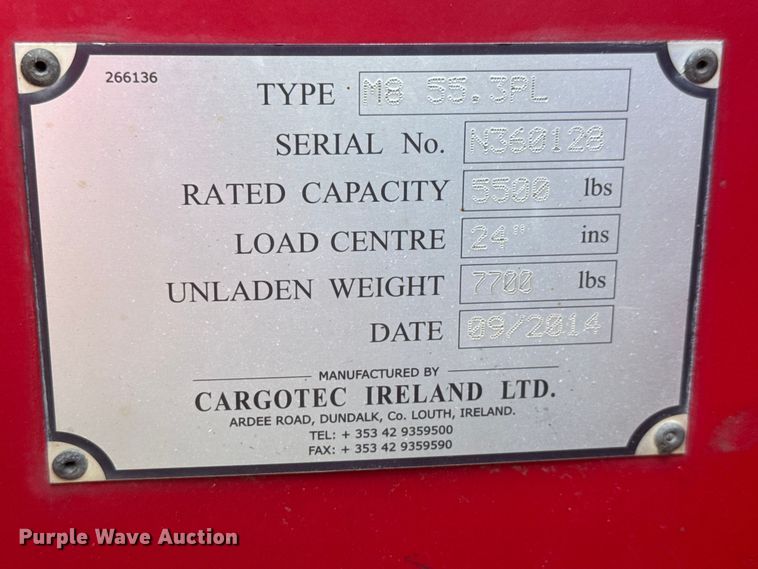 266136
TYPE M8 55.3PL
SERIAL No. N360128
RATED CAPACITY 5500 lbs
LOAD CENTRE 24" ins
UNLADEN WEIGHT 7700 lbs
DATE 09/2014
MANUFACTURED BY
CARGOTEC IRELAND LTD.
ARDEE ROAD, DUNDALK, Co. LOUTH, IRELAND.
TEL: + 353 42 9359500
FAX: + 353 42 9359590
Purple Wave Auction